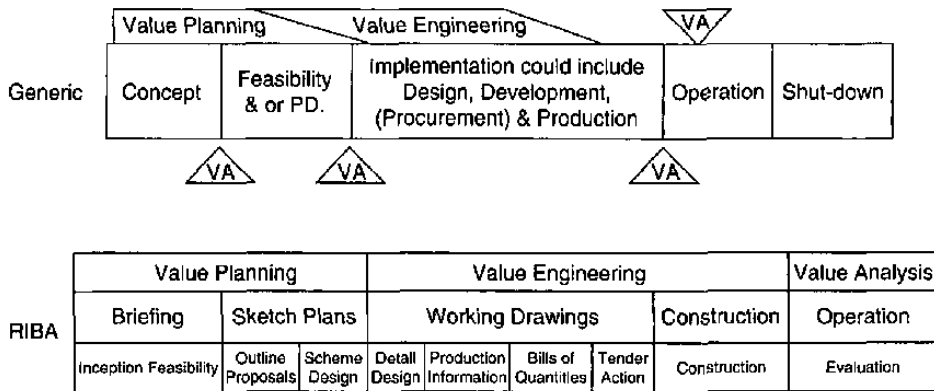 Value Planning Value Engineering VA
Generic Concept Feasibility & or PD. Implementation could include Design, Development, (Procurement) & Production Operation Shut-down
VA VA VA
Value Planning Value Engineering Value Analysis
RIBA Briefing Sketch Plans Working Drawings Construction Operation
Inception Feasibility Outline Proposals Scheme Design Detail Design Production Information Bills of Quantities Tender Action Construction Evaluation